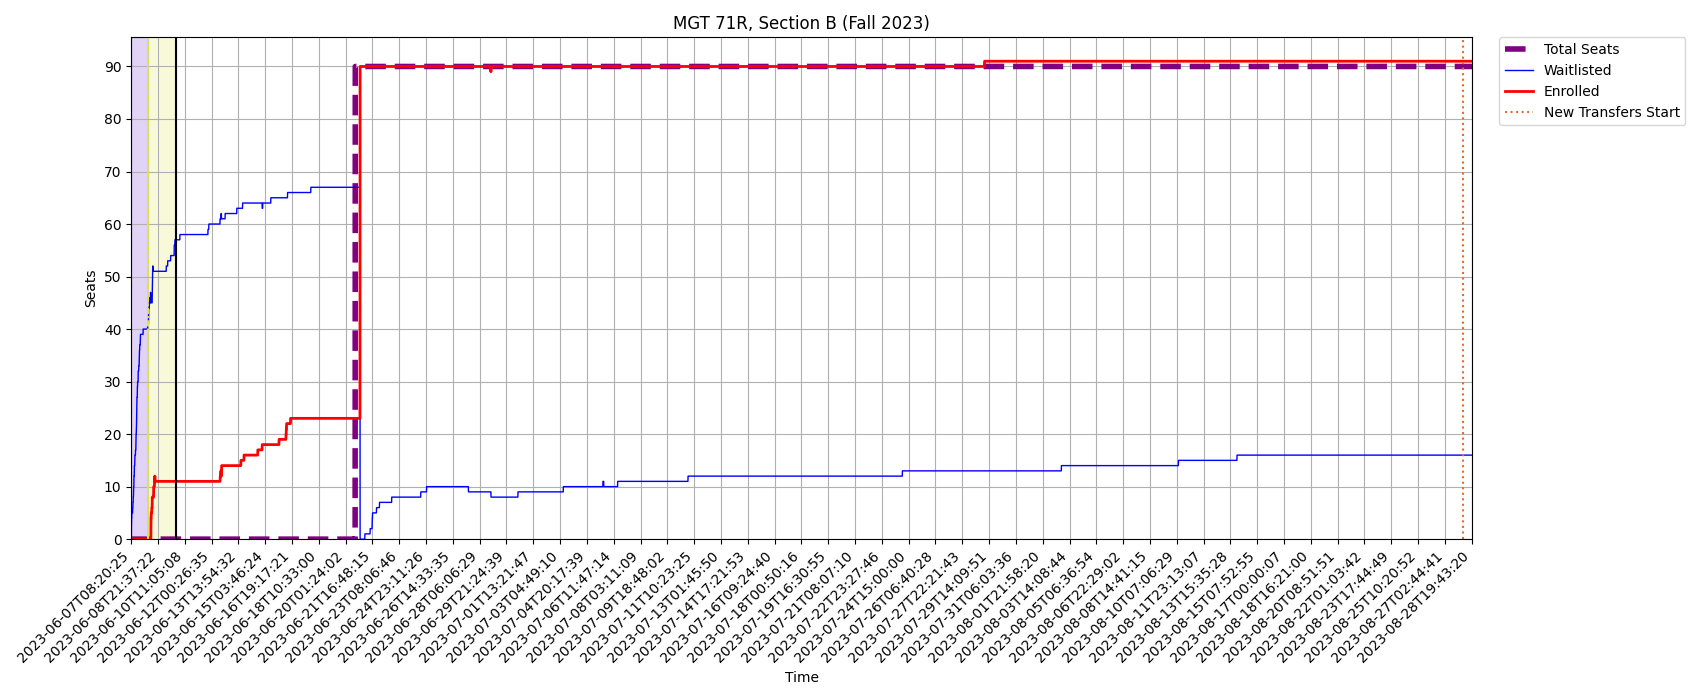 MGT 71R, Section B (Fall 2023)
Total Seats
Waitlisted
Enrolled
New Transfers Start
Seats
90
80
70
60
50
40
30
20
10
0
2023-06-07T08:20:25
2023-06-08T21:37:22
2023-06-10T11:05:08
2023-06-12T00:26:35
2023-06-13T13:54:32
2023-06-15T03:46:24
2023-06-16T19:17:21
2023-06-18T10:33:00
2023-06-20T01:24:02
2023-06-21T16:48:15
2023-06-23T08:06:46
2023-06-24T23:11:26
2023-06-26T14:33:35
2023-06-28T06:06:29
2023-06-29T21:24:39
2023-07-01T13:21:47
2023-07-03T04:49:10
2023-07-04T20:17:39
2023-07-06T11:47:14
2023-07-08T03:11:09
2023-07-09T18:48:02
2023-07-11T10:23:25
2023-07-13T01:45:50
2023-07-14T17:21:53
2023-07-16T09:24:40
2023-07-18T00:50:16
2023-07-19T16:30:55
2023-07-21T08:07:10
2023-07-22T23:27:46
2023-07-24T15:00:00
2023-07-26T06:40:28
2023-07-27T22:21:43
2023-07-29T14:09:51
2023-07-31T06:03:36
2023-08-01T21:58:20
2023-08-03T14:08:44
2023-08-05T06:36:54
2023-08-06T22:29:02
2023-08-08T14:41:15
2023-08-10T07:06:29
2023-08-11T23:13:07
2023-08-13T15:35:28
2023-08-15T07:52:55
2023-08-17T00:00:07
2023-08-18T16:21:00
2023-08-20T08:51:51
2023-08-22T01:03:42
2023-08-23T17:44:49
2023-08-25T10:20:52
2023-08-27T02:44:41
2023-08-28T19:43:20
Time